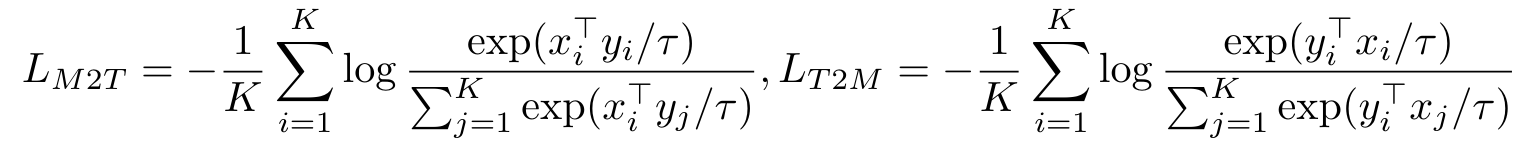 $L_{M2T} = -\frac{1}{K} \sum_{i=1}^{K} \log \frac{\exp(x_i^\top y_i/\tau)}{\sum_{j=1}^{K} \exp(x_i^\top y_j/\tau)}, L_{T2M} = -\frac{1}{K} \sum_{i=1}^{K} \log \frac{\exp(y_i^\top x_i/\tau)}{\sum_{j=1}^{K} \exp(y_i^\top x_j/\tau)}$